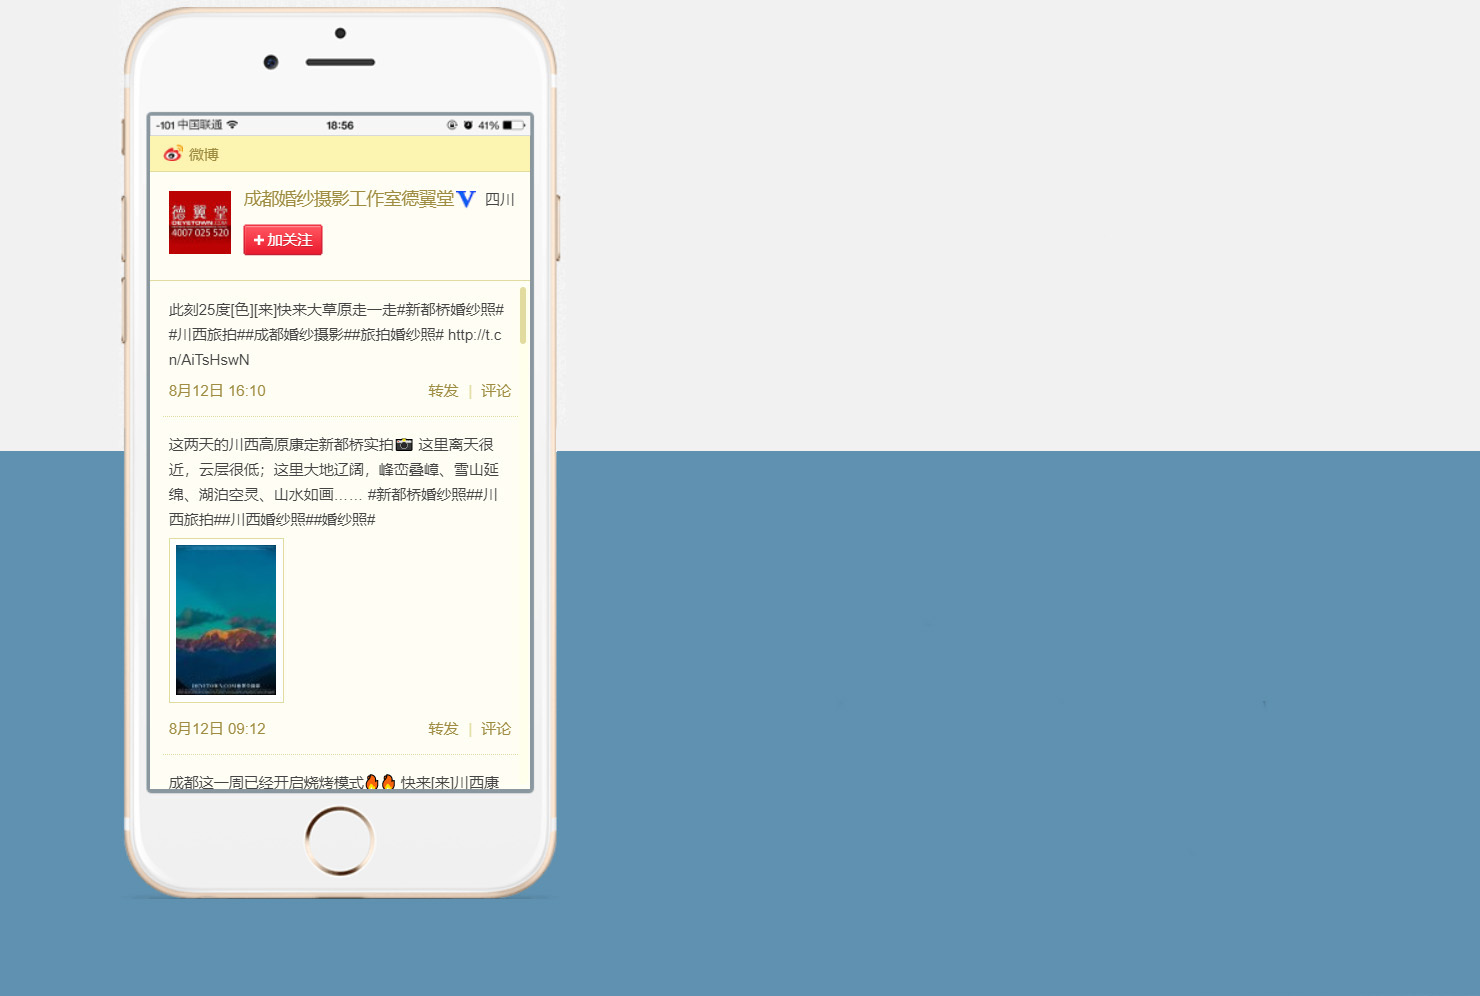 -101 中国联通 18:56 41%
微博
成都婚纱摄影工作室德翼堂 四川
德翼堂
DEYSTOWN.COM
4007 025 520
加关注
此刻25度[色][来]快来大草原走一走#新都桥婚纱照#
#川西旅拍##成都婚纱摄影##旅拍婚纱照# http://t.c
n/AiTsHswN
8月12日 16:10 转发 | 评论
这两天的川西高原康定新都桥实拍📷 这里离天很
近，云层很低；这里大地辽阔，峰峦叠嶂、雪山延
绵、湖泊空灵、山水如画…… #新都桥婚纱照##川
西旅拍##川西婚纱照##婚纱照#
8月12日 09:12 转发 | 评论
成都这一周已经开启烧烤模式🔥🔥 快来[来]川西康